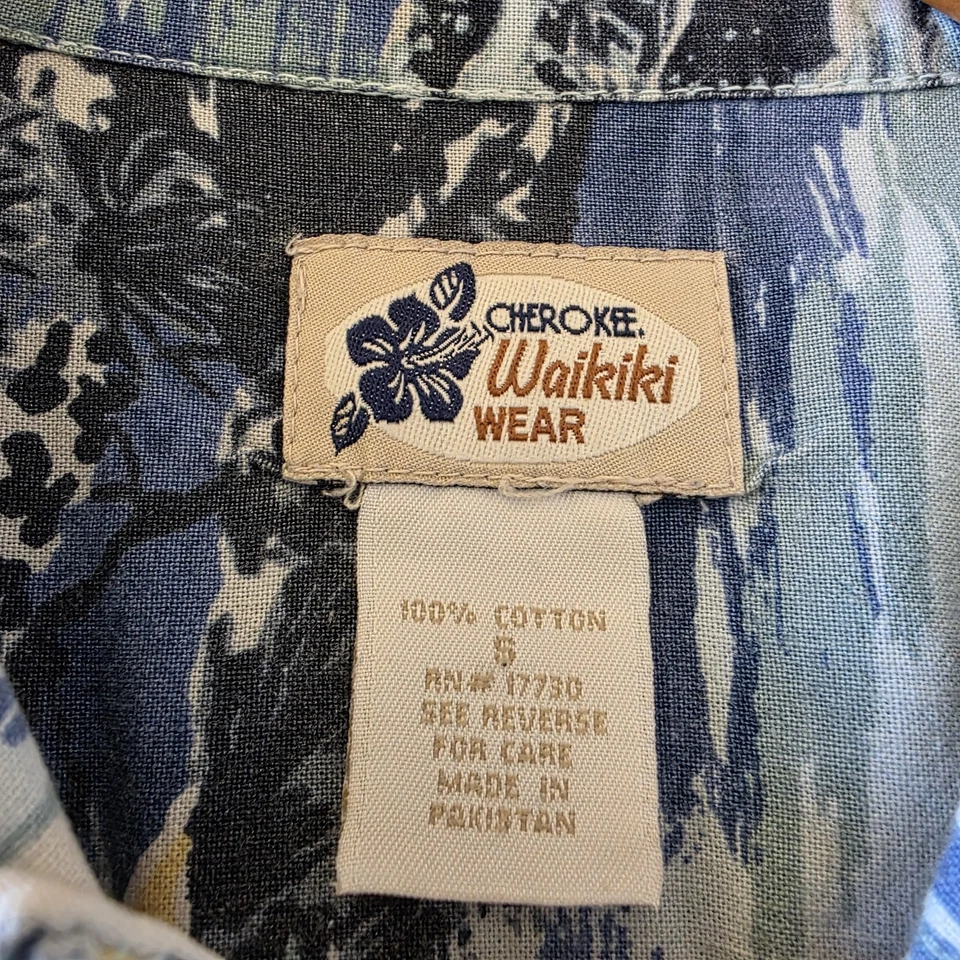 CHEROKEE.
Waikiki
WEAR
100% COTTON
S
RN# 17730
SEE REVERSE
FOR CARE
MADE IN
PAKISTAN